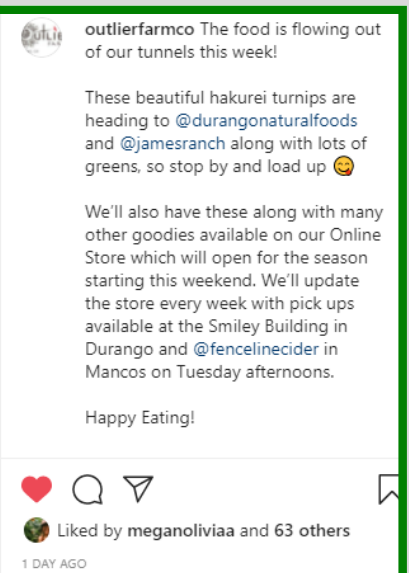 outlierfarmco The food is flowing out
of our tunnels this week!
These beautiful hakurei turnips are
heading to @durangonaturalfoods
and @jamesranch along with lots of
greens, so stop by and load up 😋
We'll also have these along with many
other goodies available on our Online
Store which will open for the season
starting this weekend. We'll update
the store every week with pick ups
available at the Smiley Building in
Durango and @fencelinecider in
Mancos on Tuesday afternoons.
Happy Eating!
Liked by meganoliviaa and 63 others
1 DAY AGO